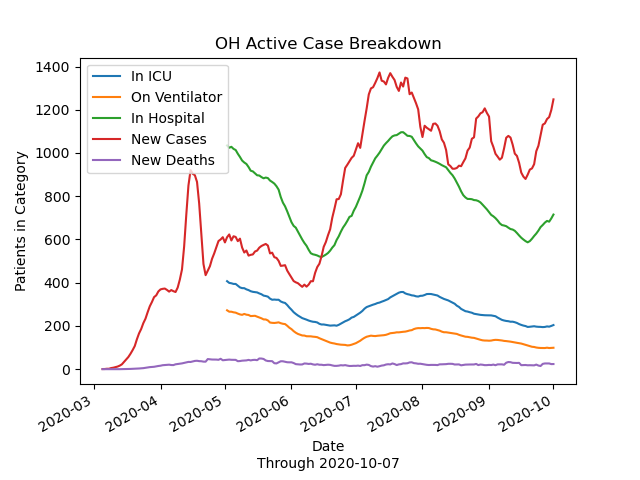 OH Active Case Breakdown
In ICU
On Ventilator
In Hospital
New Cases
New Deaths
Patients in Category
1400
1200
1000
800
600
400
200
0
2020-03
2020-04
2020-05
2020-06
2020-07
2020-08
2020-09
2020-10
Date
Through 2020-10-07